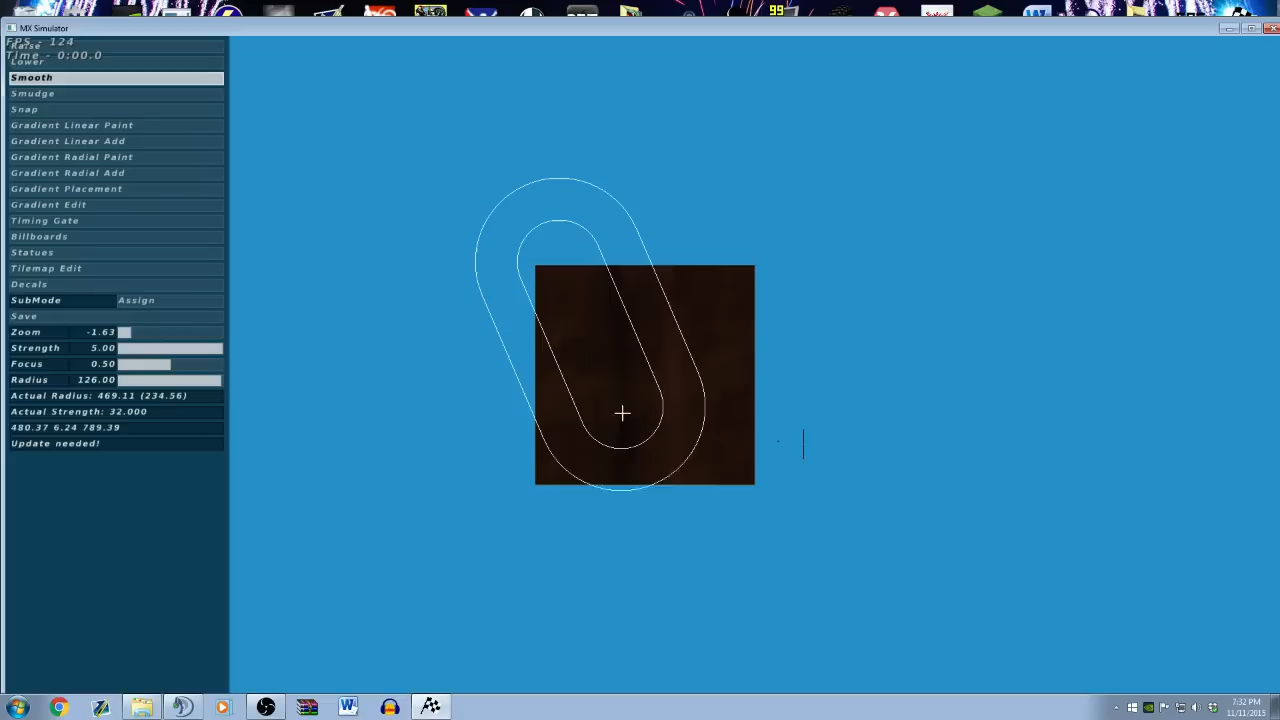 99
MX Simulator
FPS - 124
Raise
Time - 0:00.0
Lower
Smooth
Smudge
Snap
Gradient Linear Paint
Gradient Linear Add
Gradient Radial Paint
Gradient Radial Add
Gradient Placement
Gradient Edit
Timing Gate
Billboards
Statues
Tilemap Edit
Decals
SubMode Assign
Save
Zoom -1.63
Strength 5.00
Focus 0.50
Radius 126.00
Actual Radius: 469.11 (234.56)
Actual Strength: 32.000
480.37 6.24 789.39
Update needed!
7:32 PM
11/11/2015